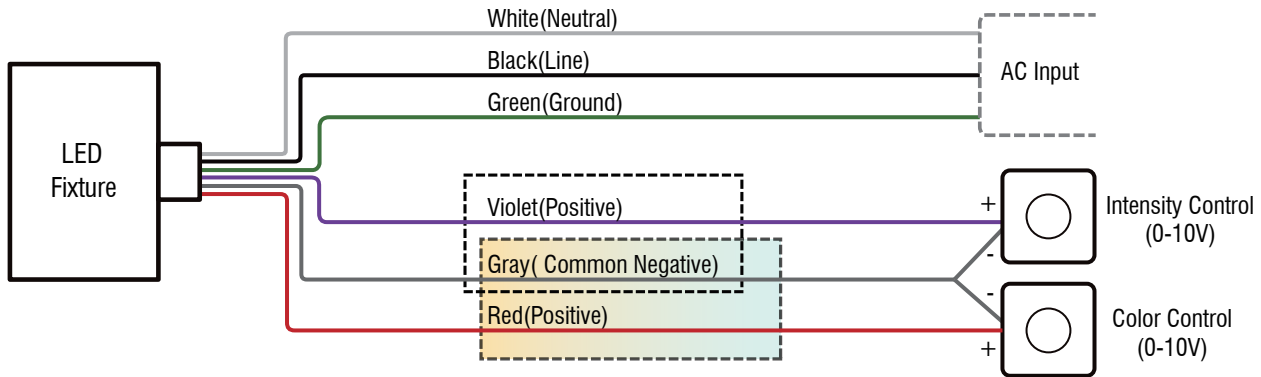 White(Neutral)
Black(Line)
Green(Ground)
AC Input
LED
Fixture
Violet(Positive)
Gray( Common Negative)
Red(Positive)
+
-
Intensity Control
(0-10V)
-
+
Color Control
(0-10V)